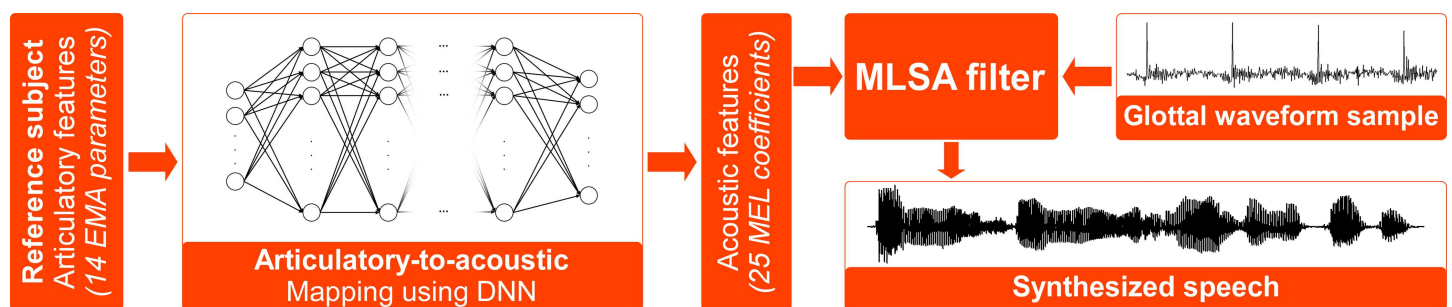 Reference subject
Articulatory features
(14 EMA parameters)
...
...
...
Articulatory-to-acoustic
Mapping using DNN
Acoustic features
(25 MEL coefficients)
MLSA filter
Glottal waveform sample
Synthesized speech